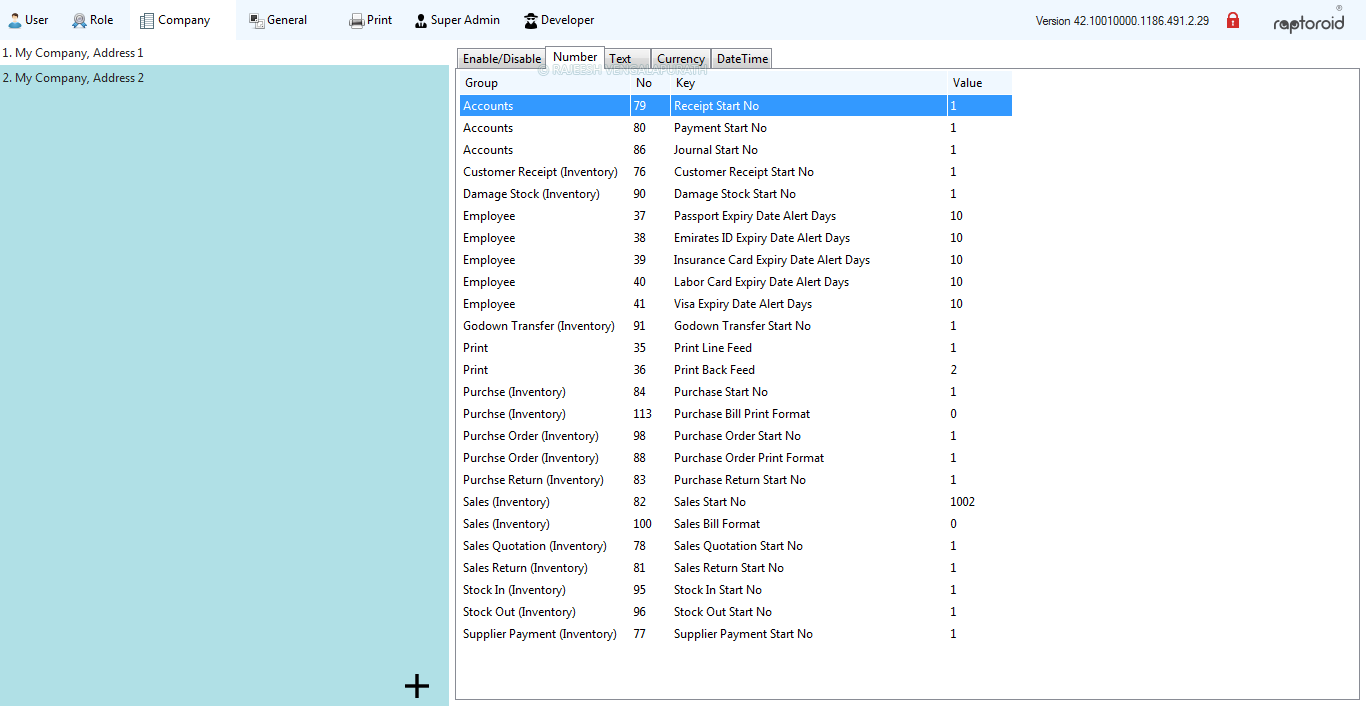 User Role Company General Print Super Admin Developer Version 42.10010000.1186.491.2.29 raptoroid ®
1. My Company, Address 1
2. My Company, Address 2
Enable/Disable Number Text Currency DateTime
© RAJEESH VENGALAPURATH
Group No Key Value
Accounts 79 Receipt Start No 1
Accounts 80 Payment Start No 1
Accounts 86 Journal Start No 1
Customer Receipt (Inventory) 76 Customer Receipt Start No 1
Damage Stock (Inventory) 90 Damage Stock Start No 1
Employee 37 Passport Expiry Date Alert Days 10
Employee 38 Emirates ID Expiry Date Alert Days 10
Employee 39 Insurance Card Expiry Date Alert Days 10
Employee 40 Labor Card Expiry Date Alert Days 10
Employee 41 Visa Expiry Date Alert Days 10
Godown Transfer (Inventory) 91 Godown Transfer Start No 1
Print 35 Print Line Feed 1
Print 36 Print Back Feed 2
Purchse (Inventory) 84 Purchase Start No 1
Purchse (Inventory) 113 Purchase Bill Print Format 0
Purchse Order (Inventory) 98 Purchase Order Start No 1
Purchse Order (Inventory) 88 Purchase Order Print Format 1
Purchse Return (Inventory) 83 Purchase Return Start No 1
Sales (Inventory) 82 Sales Start No 1002
Sales (Inventory) 100 Sales Bill Format 0
Sales Quotation (Inventory) 78 Sales Quotation Start No 1
Sales Return (Inventory) 81 Sales Return Start No 1
Stock In (Inventory) 95 Stock In Start No 1
Stock Out (Inventory) 96 Stock Out Start No 1
Supplier Payment (Inventory) 77 Supplier Payment Start No 1